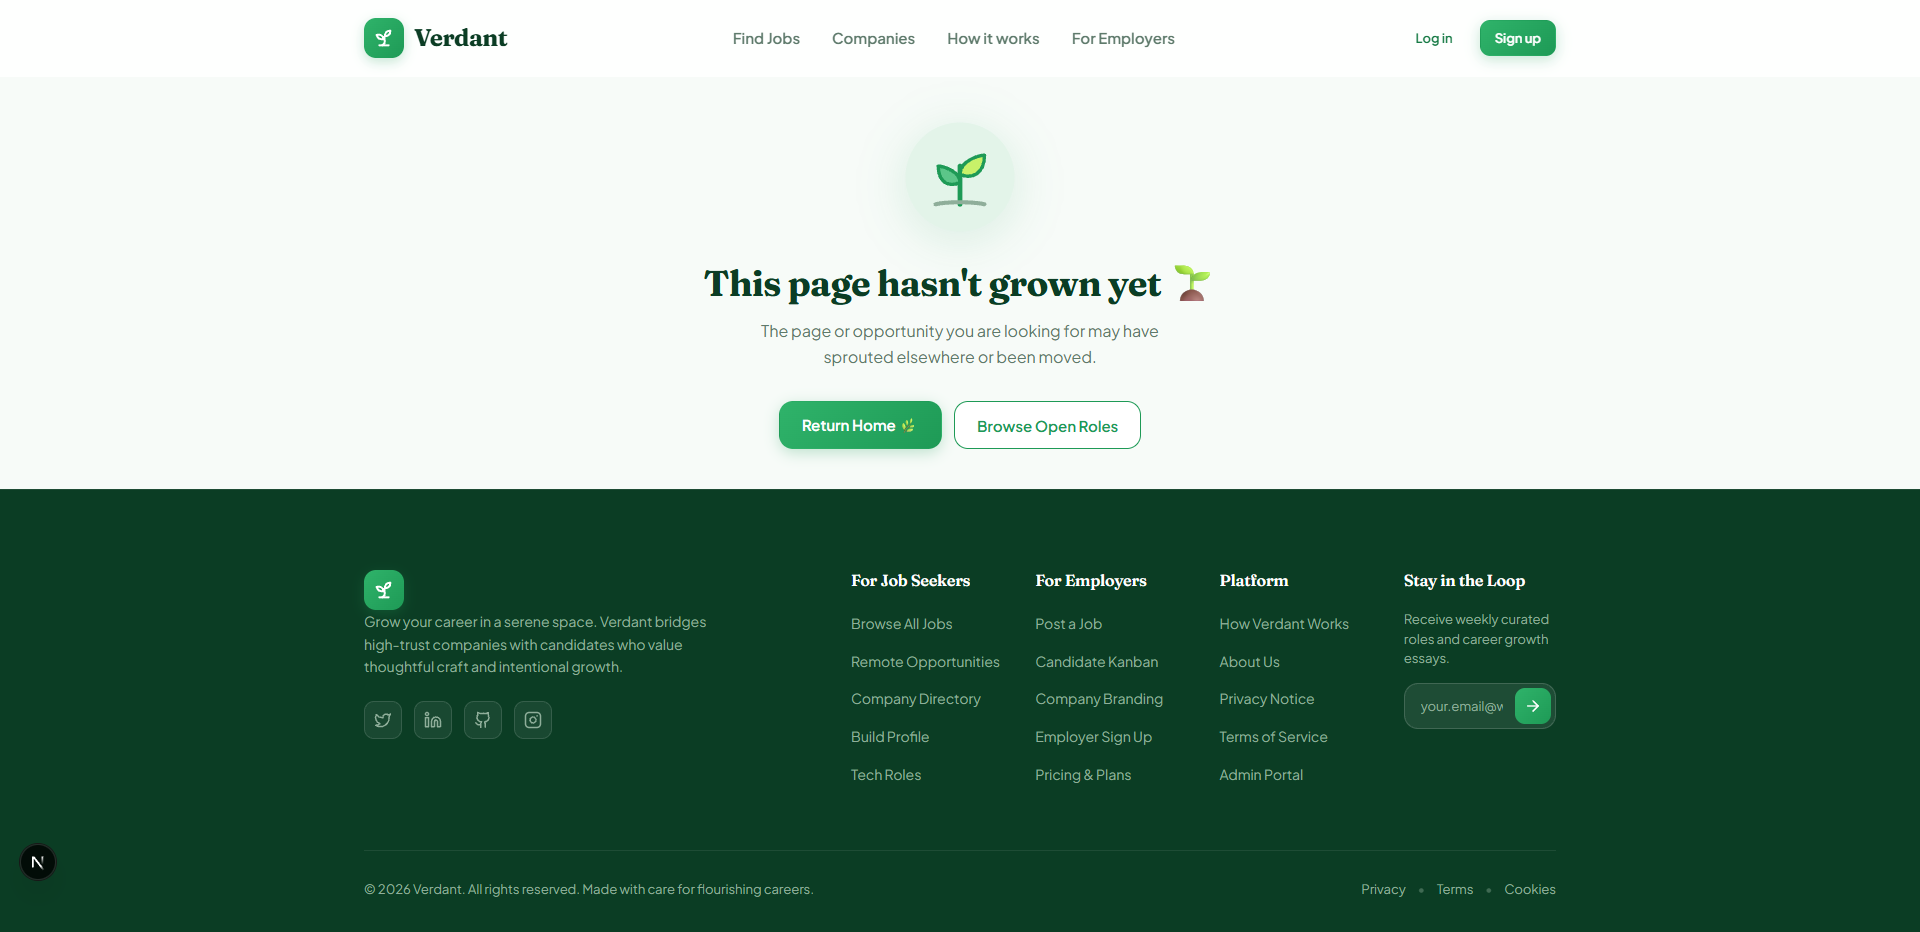 Verdant
Find Jobs
Companies
How it works
For Employers
Log in
Sign up
This page hasn't grown yet 🌱
The page or opportunity you are looking for may have
sprouted elsewhere or been moved.
Return Home 🌿
Browse Open Roles
Grow your career in a serene space. Verdant bridges
high-trust companies with candidates who value
thoughtful craft and intentional growth.
For Job Seekers
Browse All Jobs
Remote Opportunities
Company Directory
Build Profile
Tech Roles
For Employers
Post a Job
Candidate Kanban
Company Branding
Employer Sign Up
Pricing & Plans
Platform
How Verdant Works
About Us
Privacy Notice
Terms of Service
Admin Portal
Stay in the Loop
Receive weekly curated
roles and career growth
essays.
your.email@w
N
© 2026 Verdant. All rights reserved. Made with care for flourishing careers.
Privacy • Terms • Cookies